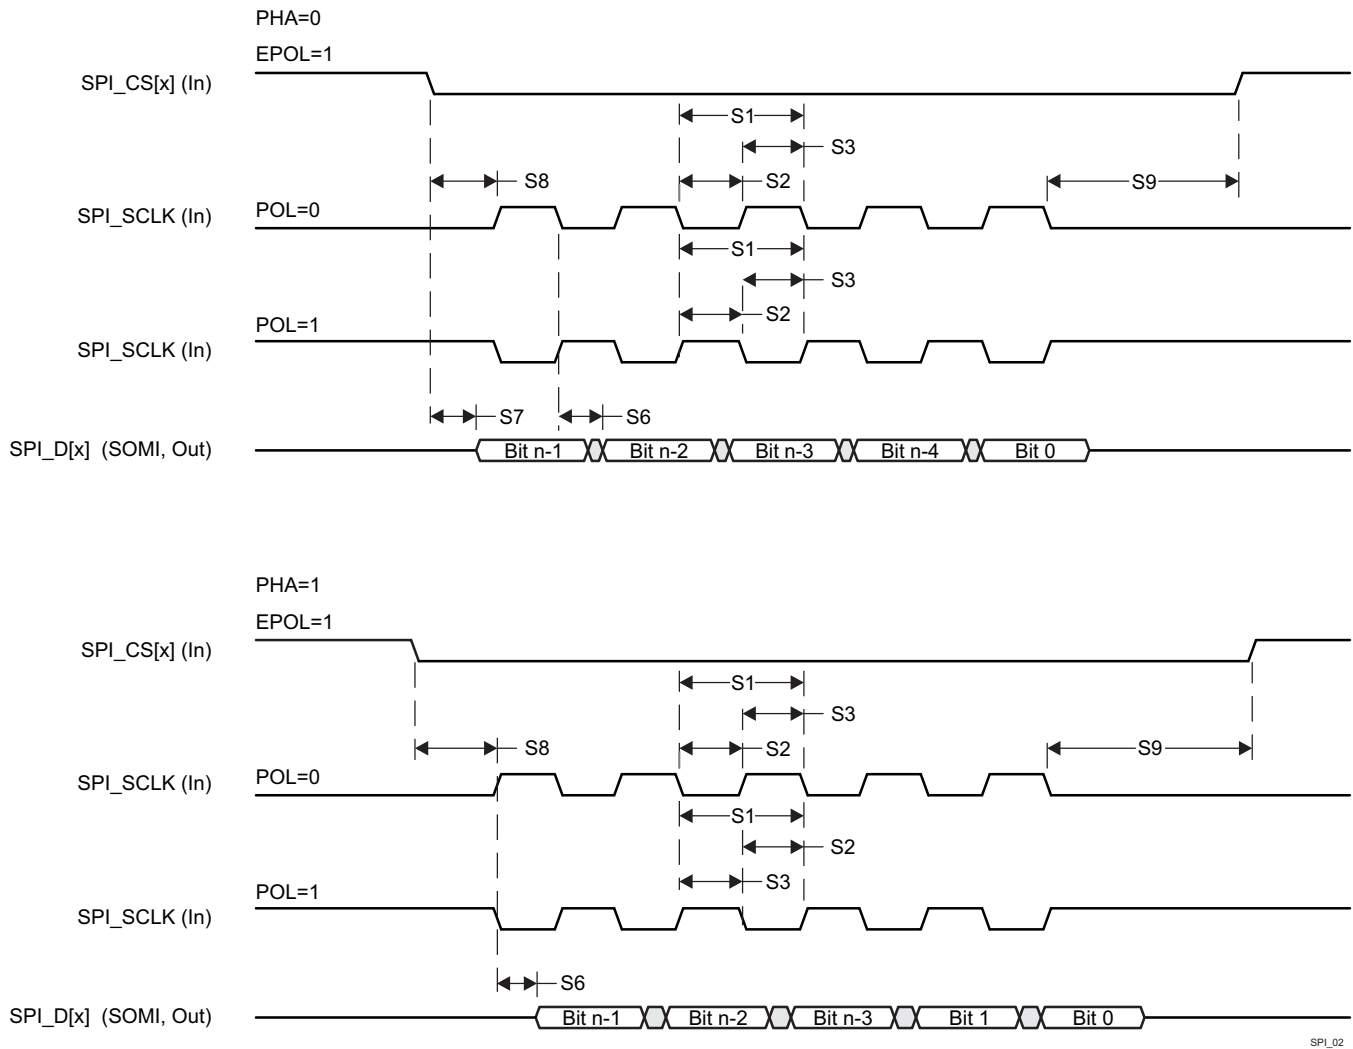 PHA=0
EPOL=1
SPI_CS[x] (In)
S1
S3
S8
S2
S9
POL=0
SPI_SCLK (In)
S1
S3
S2
POL=1
SPI_SCLK (In)
S7
S6
SPI_D[x] (SOMI, Out)
Bit n-1
Bit n-2
Bit n-3
Bit n-4
Bit 0
PHA=1
EPOL=1
SPI_CS[x] (In)
S1
S3
S8
S2
S9
POL=0
SPI_SCLK (In)
S1
S2
S3
POL=1
SPI_SCLK (In)
S6
SPI_D[x] (SOMI, Out)
Bit n-1
Bit n-2
Bit n-3
Bit 1
Bit 0
SPI_02